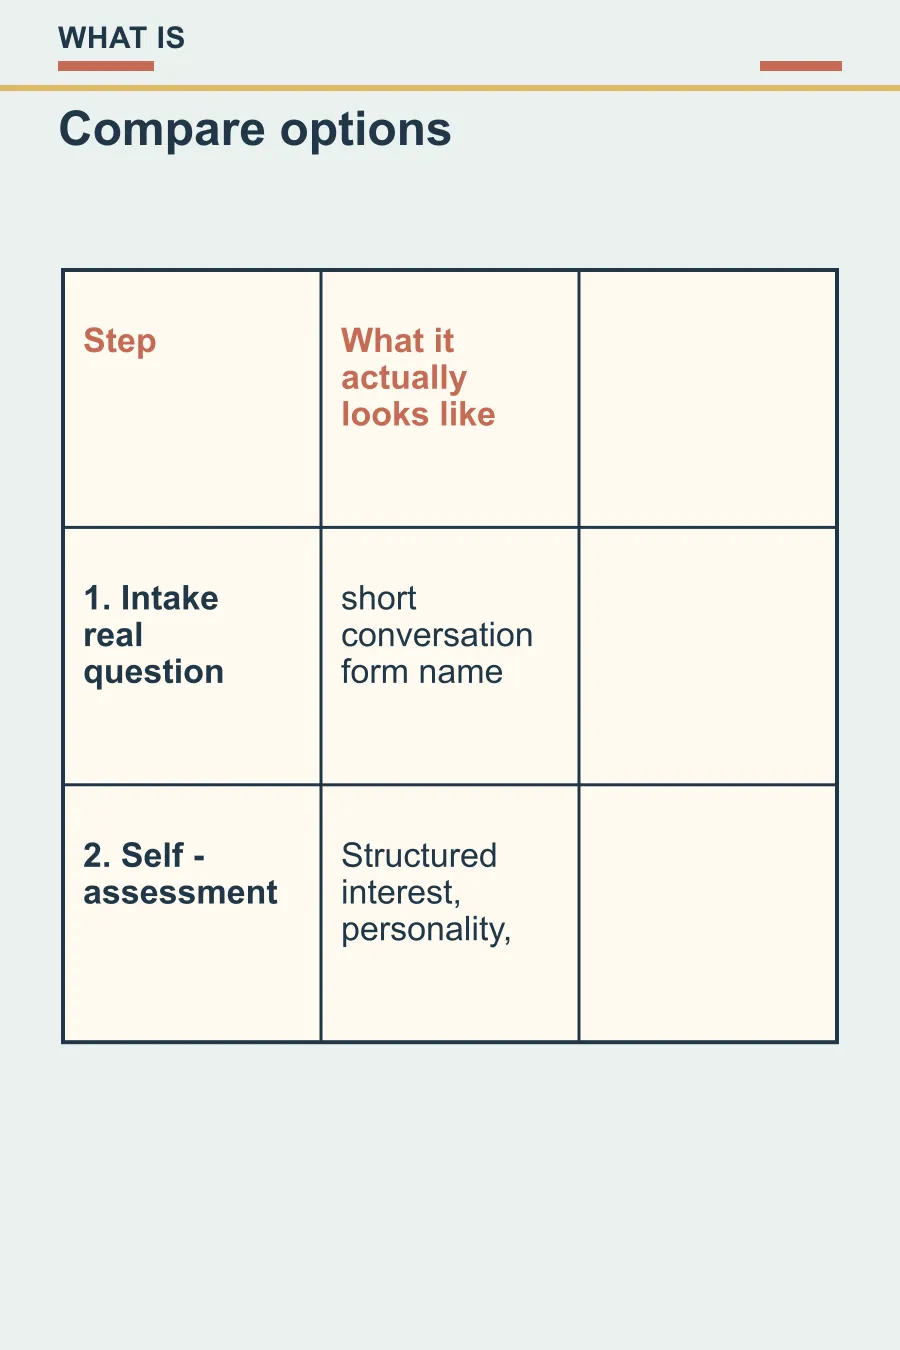 WHAT IS
Compare options
Step
What it
actually
looks like
1. Intake
real
question
short
conversation
form name
2. Self -
assessment
Structured
interest,
personality,